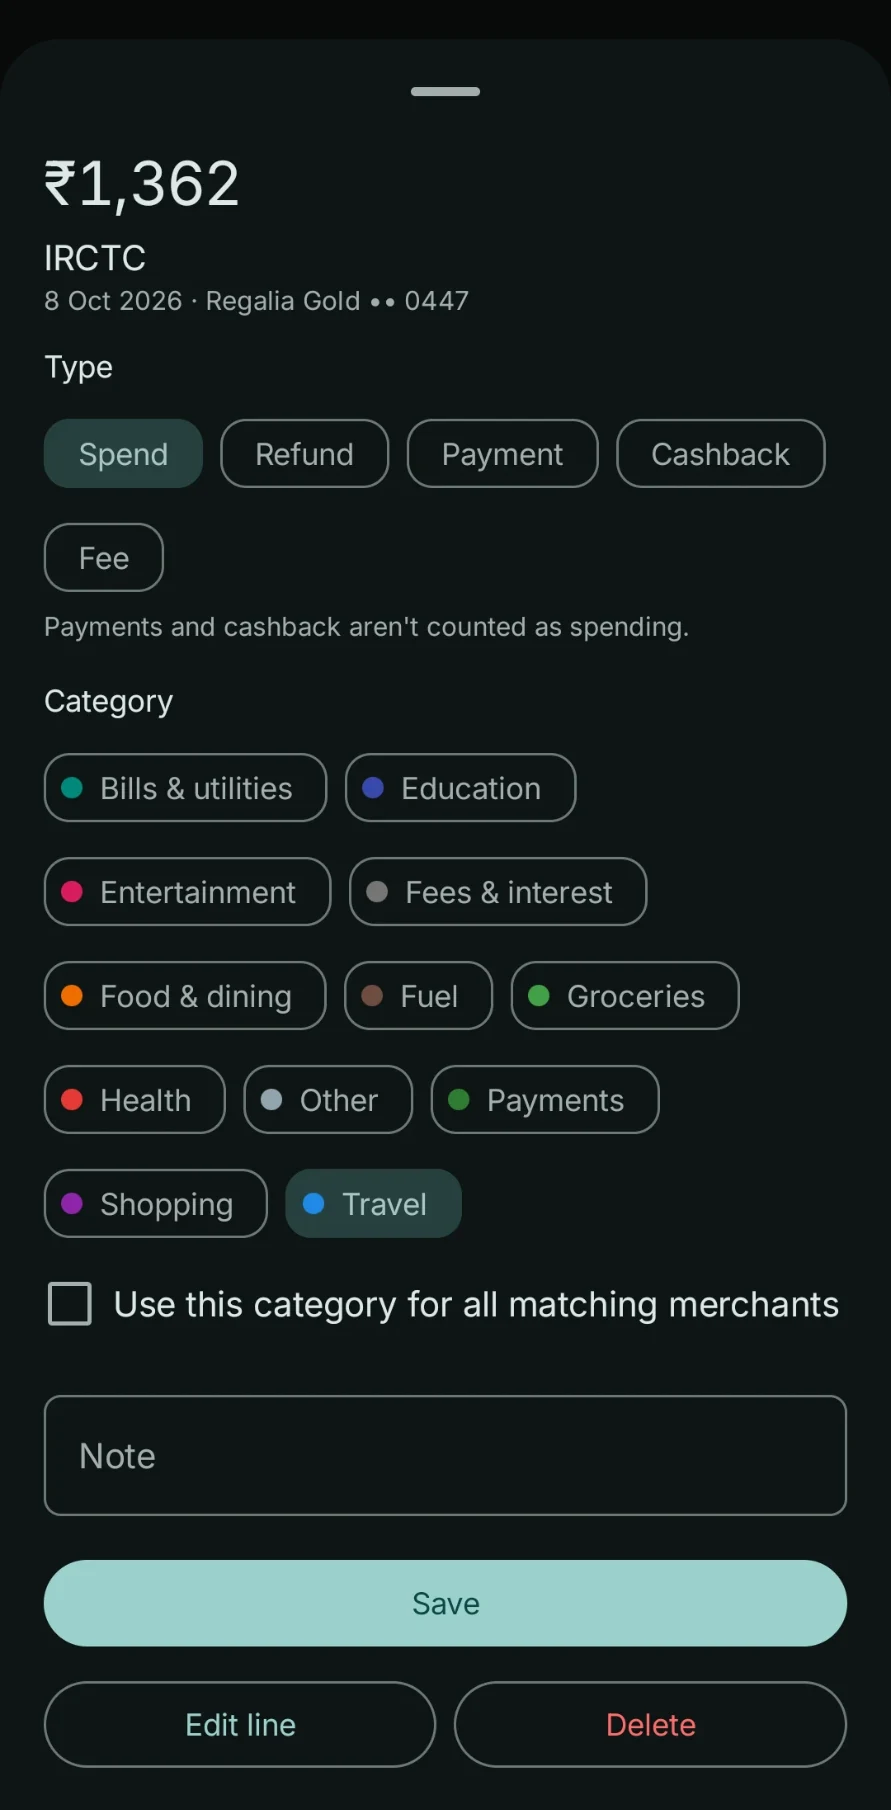 ₹1,362
IRCTC
8 Oct 2026 · Regalia Gold •• 0447
Type
Spend Refund Payment Cashback
Fee
Payments and cashback aren't counted as spending.
Category
Bills & utilities Education
Entertainment Fees & interest
Food & dining Fuel Groceries
Health Other Payments
Shopping Travel
Use this category for all matching merchants
Note
Save
Edit line Delete